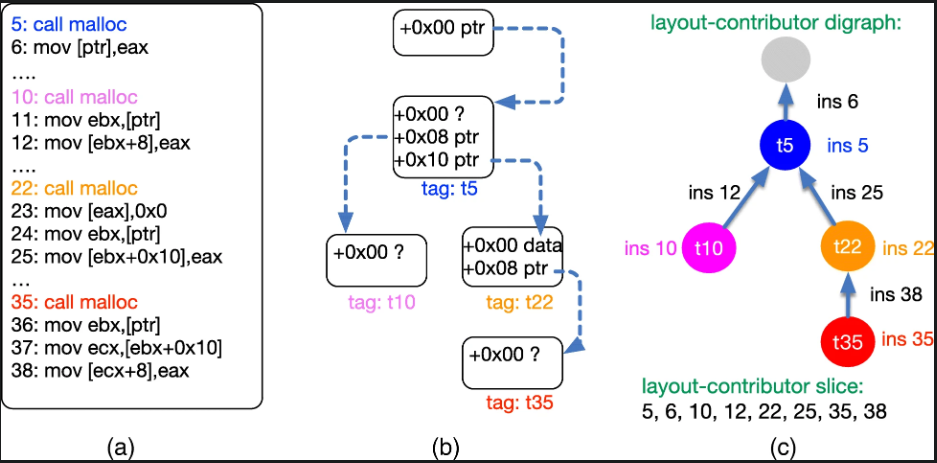 5: call malloc
6: mov [ptr],eax
....
10: call malloc
11: mov ebx,[ptr]
12: mov [ebx+8],eax
....
22: call malloc
23: mov [eax],0x0
24: mov ebx,[ptr]
25: mov [ebx+0x10],eax
...
35: call malloc
36: mov ebx,[ptr]
37: mov ecx,[ebx+0x10]
38: mov [ecx+8],eax
(a)
+0x00 ptr
+0x00 ?
+0x08 ptr
+0x10 ptr
tag: t5
+0x00 ?
tag: t10
+0x00 data
+0x08 ptr
tag: t22
+0x00 ?
tag: t35
(b)
layout-contributor digraph:
ins 6
t5
ins 5
ins 12
ins 25
ins 10
t10
t22
ins 22
ins 38
t35
ins 35
layout-contributor slice:
5, 6, 10, 12, 22, 25, 35, 38
(c)